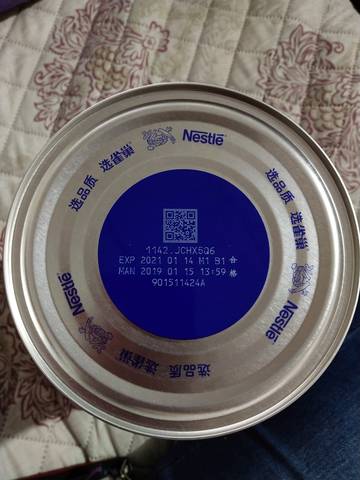 Nestlé
选品质 选雀巢
选品质 选雀巢
Nestlé
选品质 选雀巢
Nestlé
1142 JCHX5Q6
EXP 2021 01 14 M1 B1 合
MAN 2019 01 15 13:59 格
901511424A